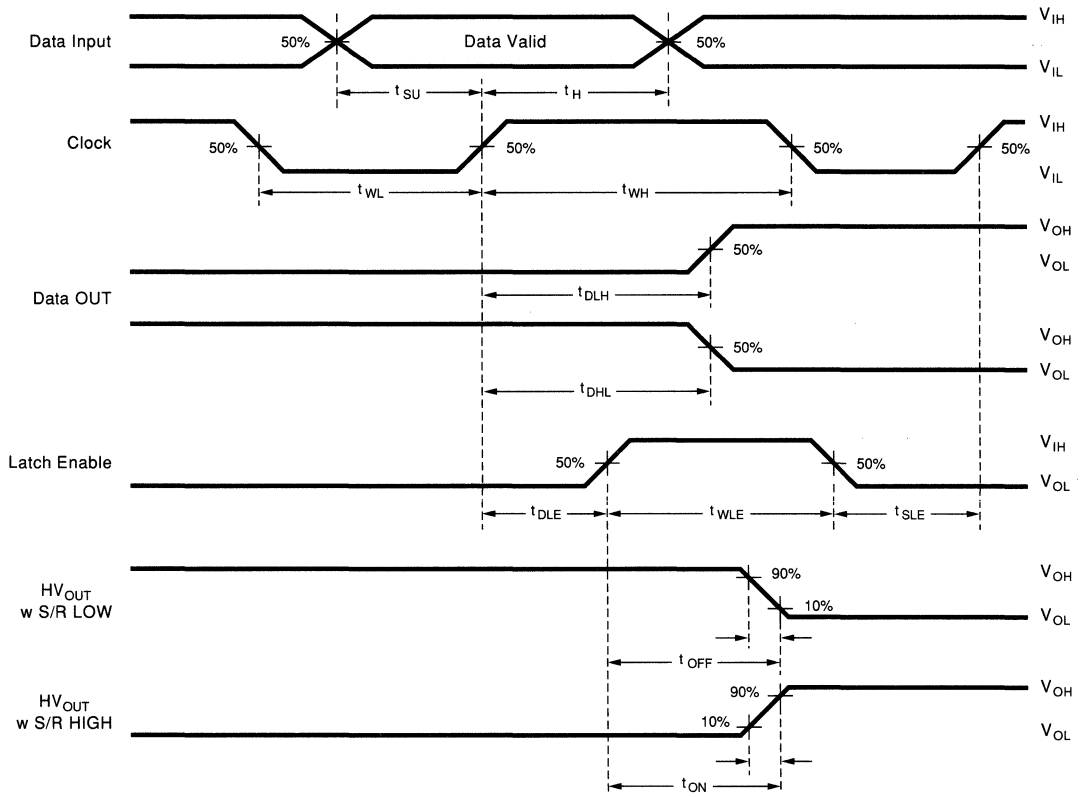 V_IH
Data Input 50% Data Valid 50%
V_IL
t_SU t_H
V_IH
Clock 50% 50% 50% 50%
V_IL
t_WL t_WH
V_OH
50%
V_OL
t_DLH
Data OUT
V_OH
50%
V_OL
t_DHL
V_IH
Latch Enable 50% 50%
V_OL
t_DLE t_WLE t_SLE
HV_OUT 90% V_OH
w S/R LOW 10% V_OL
t_OFF
HV_OUT 90% V_OH
w S/R HIGH 10% V_OL
t_ON